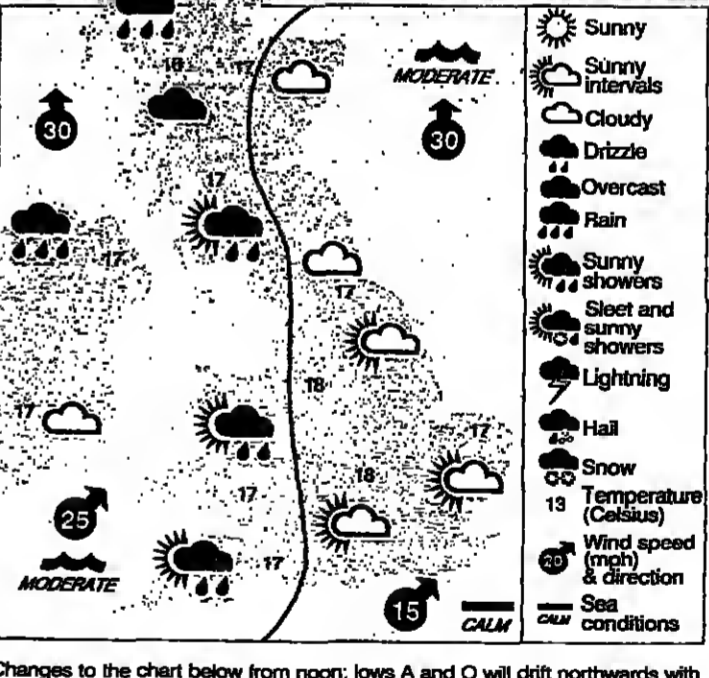 16
17
MODERATE
30
30
17
17
17
18
17
17
18
25
17
17
MODERATE
15
CALM
Sunny
Sunny
intervals
Cloudy
Drizzle
Overcast
Rain
Sunny
showers
Sleet and
sunny
showers
Lightning
Hail
Snow
13 Temperature
(Celsius)
20 Wind speed
(mph)
& direction
CALM Sea
conditions
Changes to the chart below from noon: lows A and O will drift northwards with